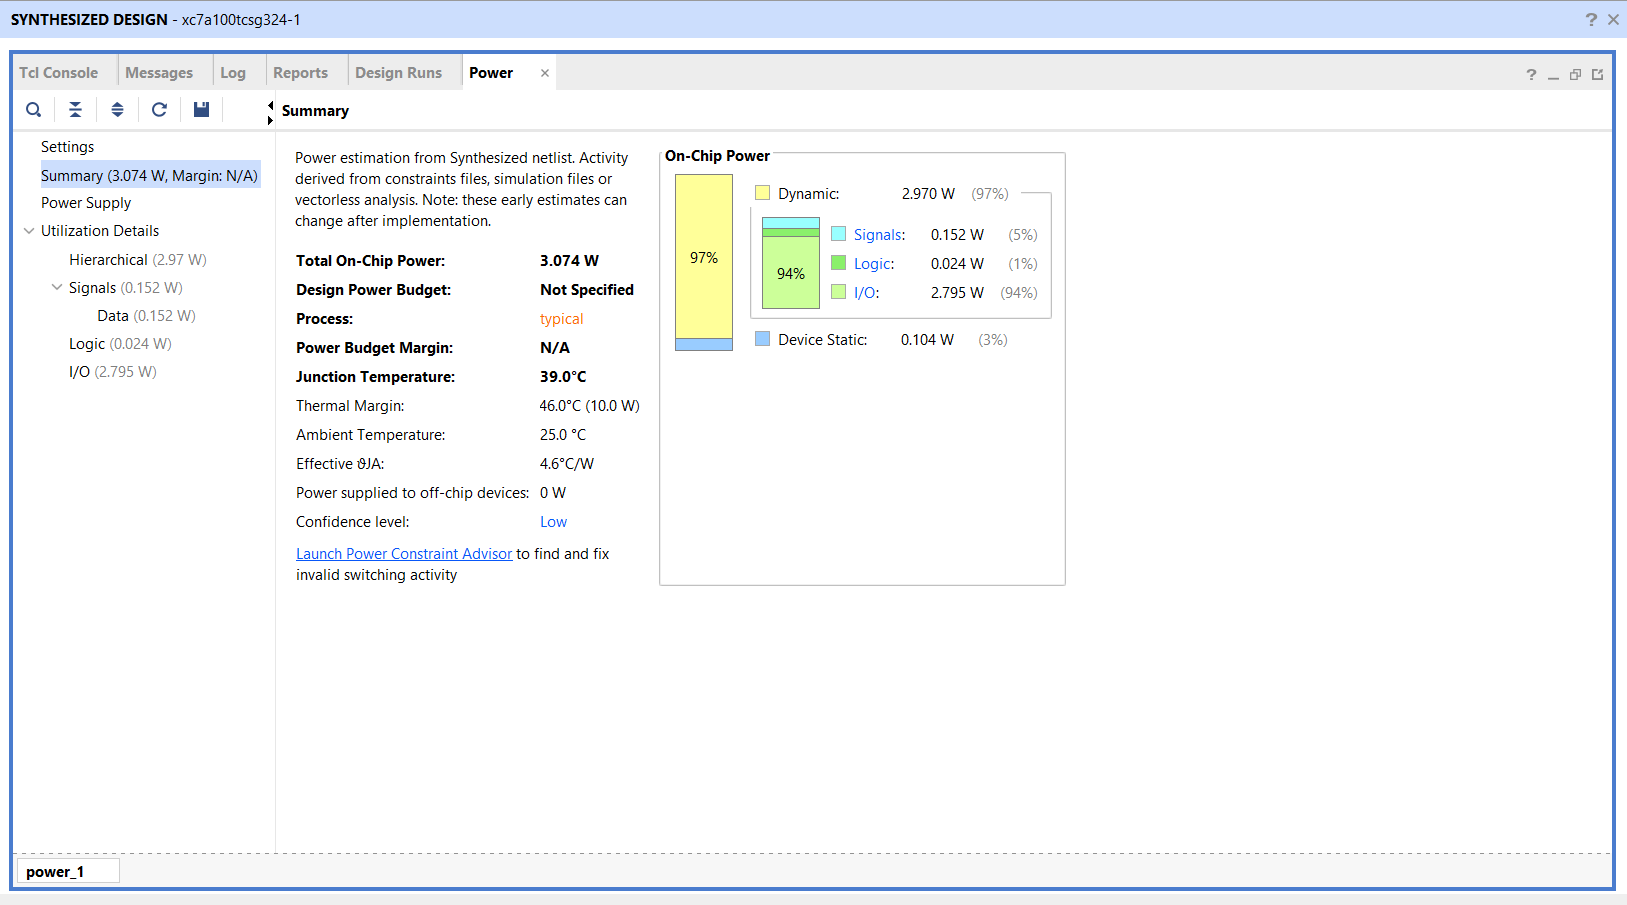 SYNTHESIZED DESIGN - xc7a100tcsg324-1
Tcl Console Messages Log Reports Design Runs Power
Summary
Settings
Summary (3.074 W, Margin: N/A)
Power Supply
Utilization Details
Hierarchical (2.97 W)
Signals (0.152 W)
Data (0.152 W)
Logic (0.024 W)
I/O (2.795 W)
Power estimation from Synthesized netlist. Activity
derived from constraints files, simulation files or
vectorless analysis. Note: these early estimates can
change after implementation.
Total On-Chip Power: 3.074 W
Design Power Budget: Not Specified
Process: typical
Power Budget Margin: N/A
Junction Temperature: 39.0°C
Thermal Margin: 46.0°C (10.0 W)
Ambient Temperature: 25.0 °C
Effective ϑJA: 4.6°C/W
Power supplied to off-chip devices: 0 W
Confidence level: Low
Launch Power Constraint Advisor to find and fix
invalid switching activity
On-Chip Power
97%
Dynamic: 2.970 W (97%)
94%
Signals: 0.152 W (5%)
Logic: 0.024 W (1%)
I/O: 2.795 W (94%)
Device Static: 0.104 W (3%)
power_1